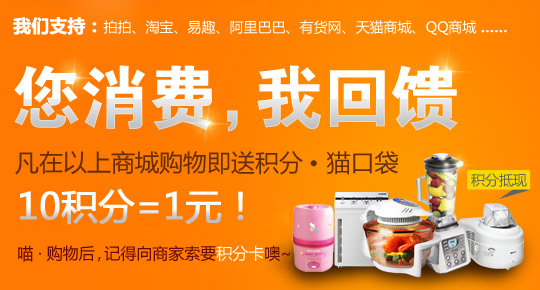 我们支持：拍拍、淘宝、易趣、阿里巴巴、有货网、天猫商城、QQ商城 ......
您消费，我回馈
凡在以上商城购物即送积分·猫口袋
积分抵现
10积分=1元！
喵·购物后，记得向商家索要积分卡噢~